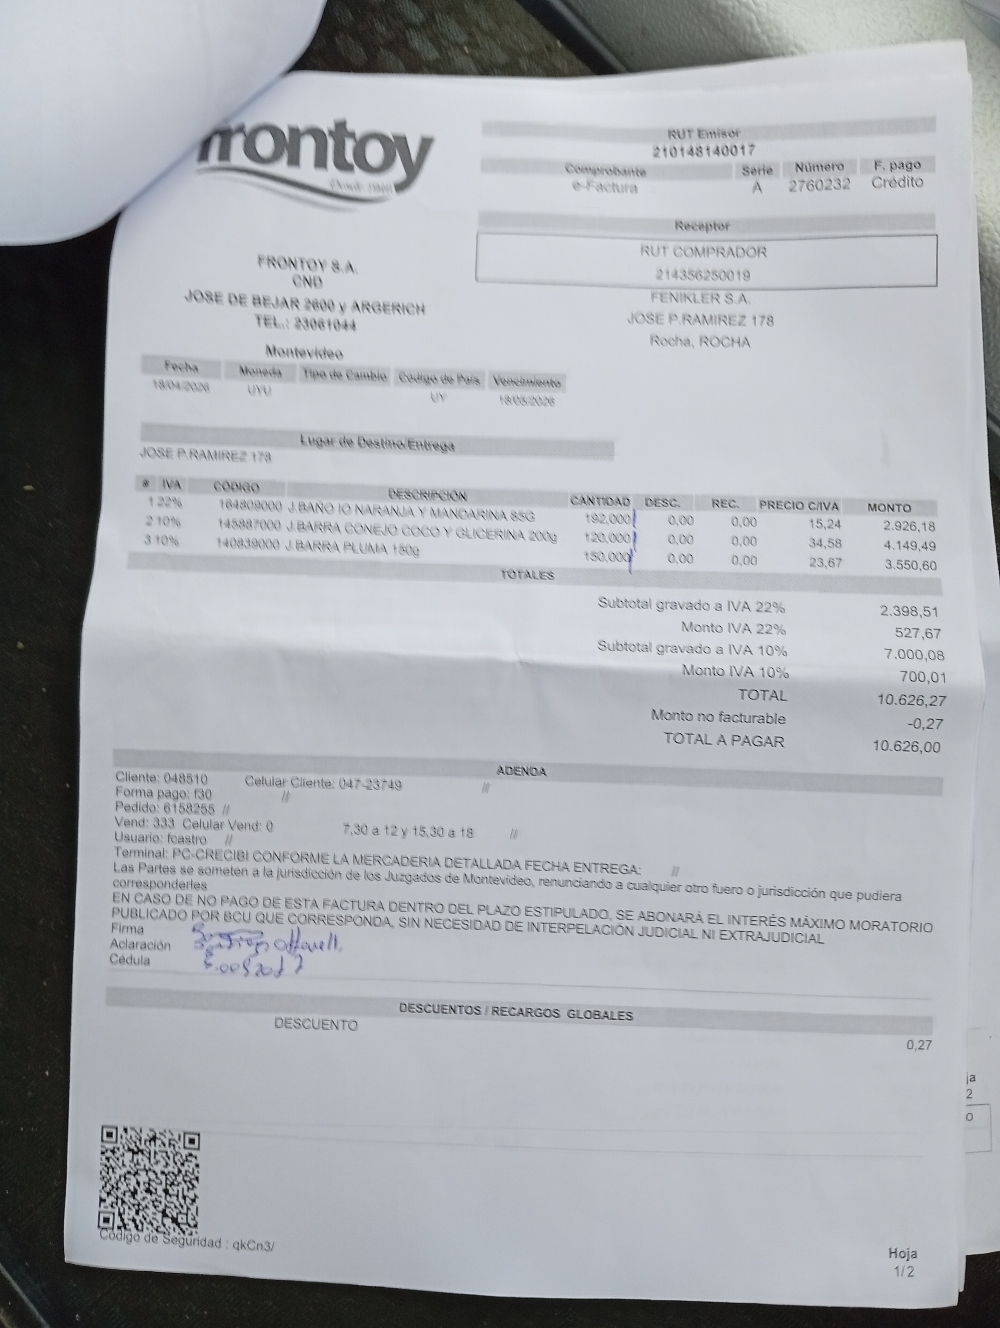 frontoy
Desde 1980
RUT Emisor
210148140017
Comprobante Serie Número F. pago
e-Factura A 2760232 Crédito
Receptor
RUT COMPRADOR
214356250019
FENIKLER S.A.
JOSE P.RAMIREZ 178
Rocha, ROCHA
FRONTOY S.A.
CND
JOSE DE BEJAR 2600 y ARGERICH
TEL.: 23061044
Montevideo
Fecha Moneda Tipo de Cambio Código de País Vencimiento
18/04/2026 UYU UY 18/05/2026
Lugar de Destino/Entrega
JOSE P.RAMIREZ 178
# IVA CÓDIGO DESCRIPCIÓN CANTIDAD DESC. REC. PRECIO C/IVA MONTO
1 22% 164809000 J.BAÑO IO NARANJA Y MANDARINA 85G 192,000 0,00 0,00 15,24 2.926,18
2 10% 145887000 J.BARRA CONEJO COCO Y GLICERINA 200g 120,000 0,00 0,00 34,58 4.149,49
3 10% 140839000 J.BARRA PLUMA 150g 150,000 0,00 0,00 23,67 3.550,60
TOTALES
Subtotal gravado a IVA 22% 2.398,51
Monto IVA 22% 527,67
Subtotal gravado a IVA 10% 7.000,08
Monto IVA 10% 700,01
TOTAL 10.626,27
Monto no facturable -0,27
TOTAL A PAGAR 10.626,00
ADENDA
Cliente: 048510 Celular Cliente: 047-23749 //
Forma pago: f30 //
Pedido: 6158255 //
Vend: 333 Celular Vend: 0 7,30 a 12 y 15,30 a 18 //
Usuario: fcastro //
Terminal: PC-CRECIBI CONFORME LA MERCADERIA DETALLADA FECHA ENTREGA: //
Las Partes se someten a la jurisdicción de los Juzgados de Montevideo, renunciando a cualquier otro fuero o jurisdicción que pudiera
corresponderles
EN CASO DE NO PAGO DE ESTA FACTURA DENTRO DEL PLAZO ESTIPULADO, SE ABONARÁ EL INTERÉS MÁXIMO MORATORIO
PUBLICADO POR BCU QUE CORRESPONDA, SIN NECESIDAD DE INTERPELACIÓN JUDICIAL NI EXTRAJUDICIAL
Firma
Aclaración
Cédula
DESCUENTOS / RECARGOS GLOBALES
DESCUENTO 0,27
ja
2
o
Código de Seguridad : qkCn3/
Hoja
1/2